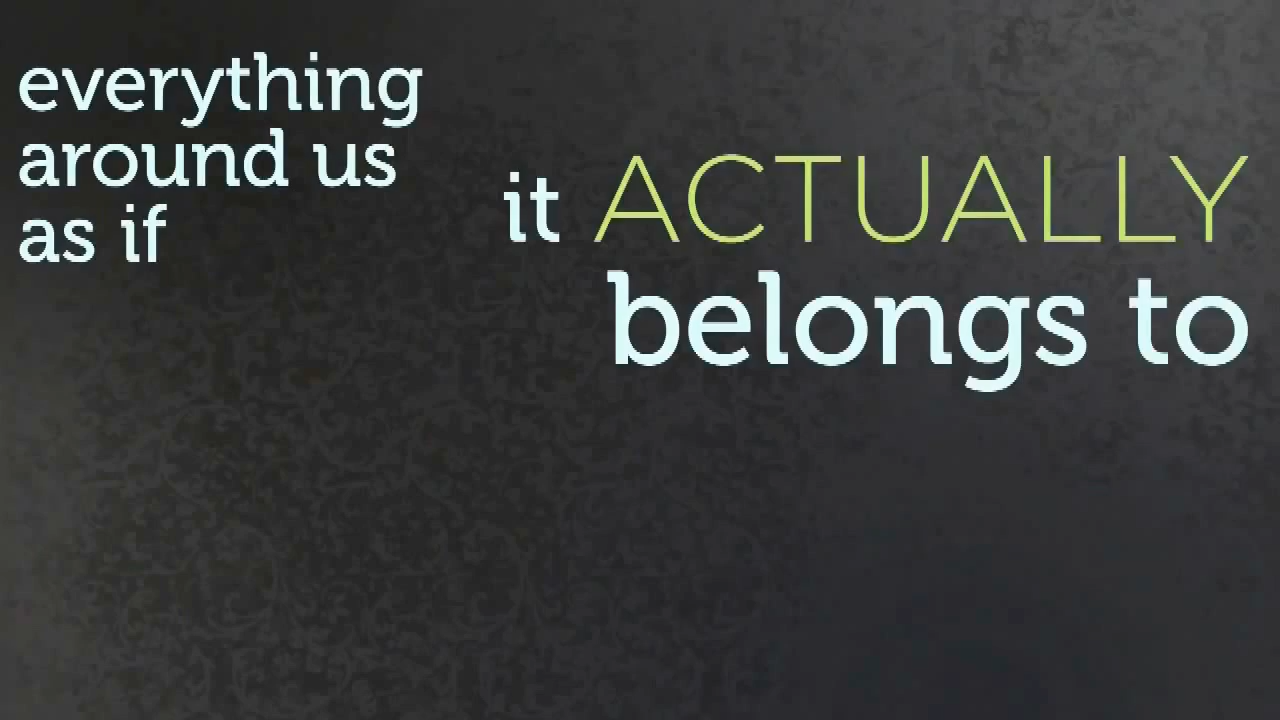 everything
around us
as if
it ACTUALLY
belongs to